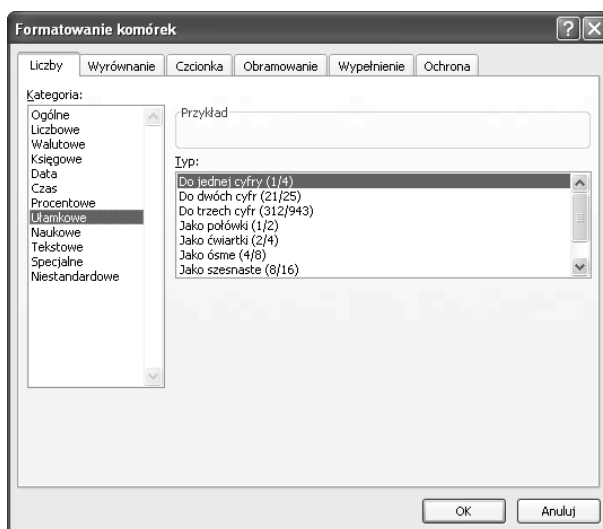 Formatowanie komórek
Liczby Wyrównanie Czcionka Obramowanie Wypełnienie Ochrona
Kategoria:
Ogólne
Liczbowe
Walutowe
Księgowe
Data
Czas
Procentowe
Ułamkowe
Naukowe
Tekstowe
Specjalne
Niestandardowe
Przykład
Typ:
Do jednej cyfry (1/4)
Do dwóch cyfr (21/25)
Do trzech cyfr (312/943)
Jako połówki (1/2)
Jako ćwiartki (2/4)
Jako ósme (4/8)
Jako szesnaste (8/16)
OK Anuluj